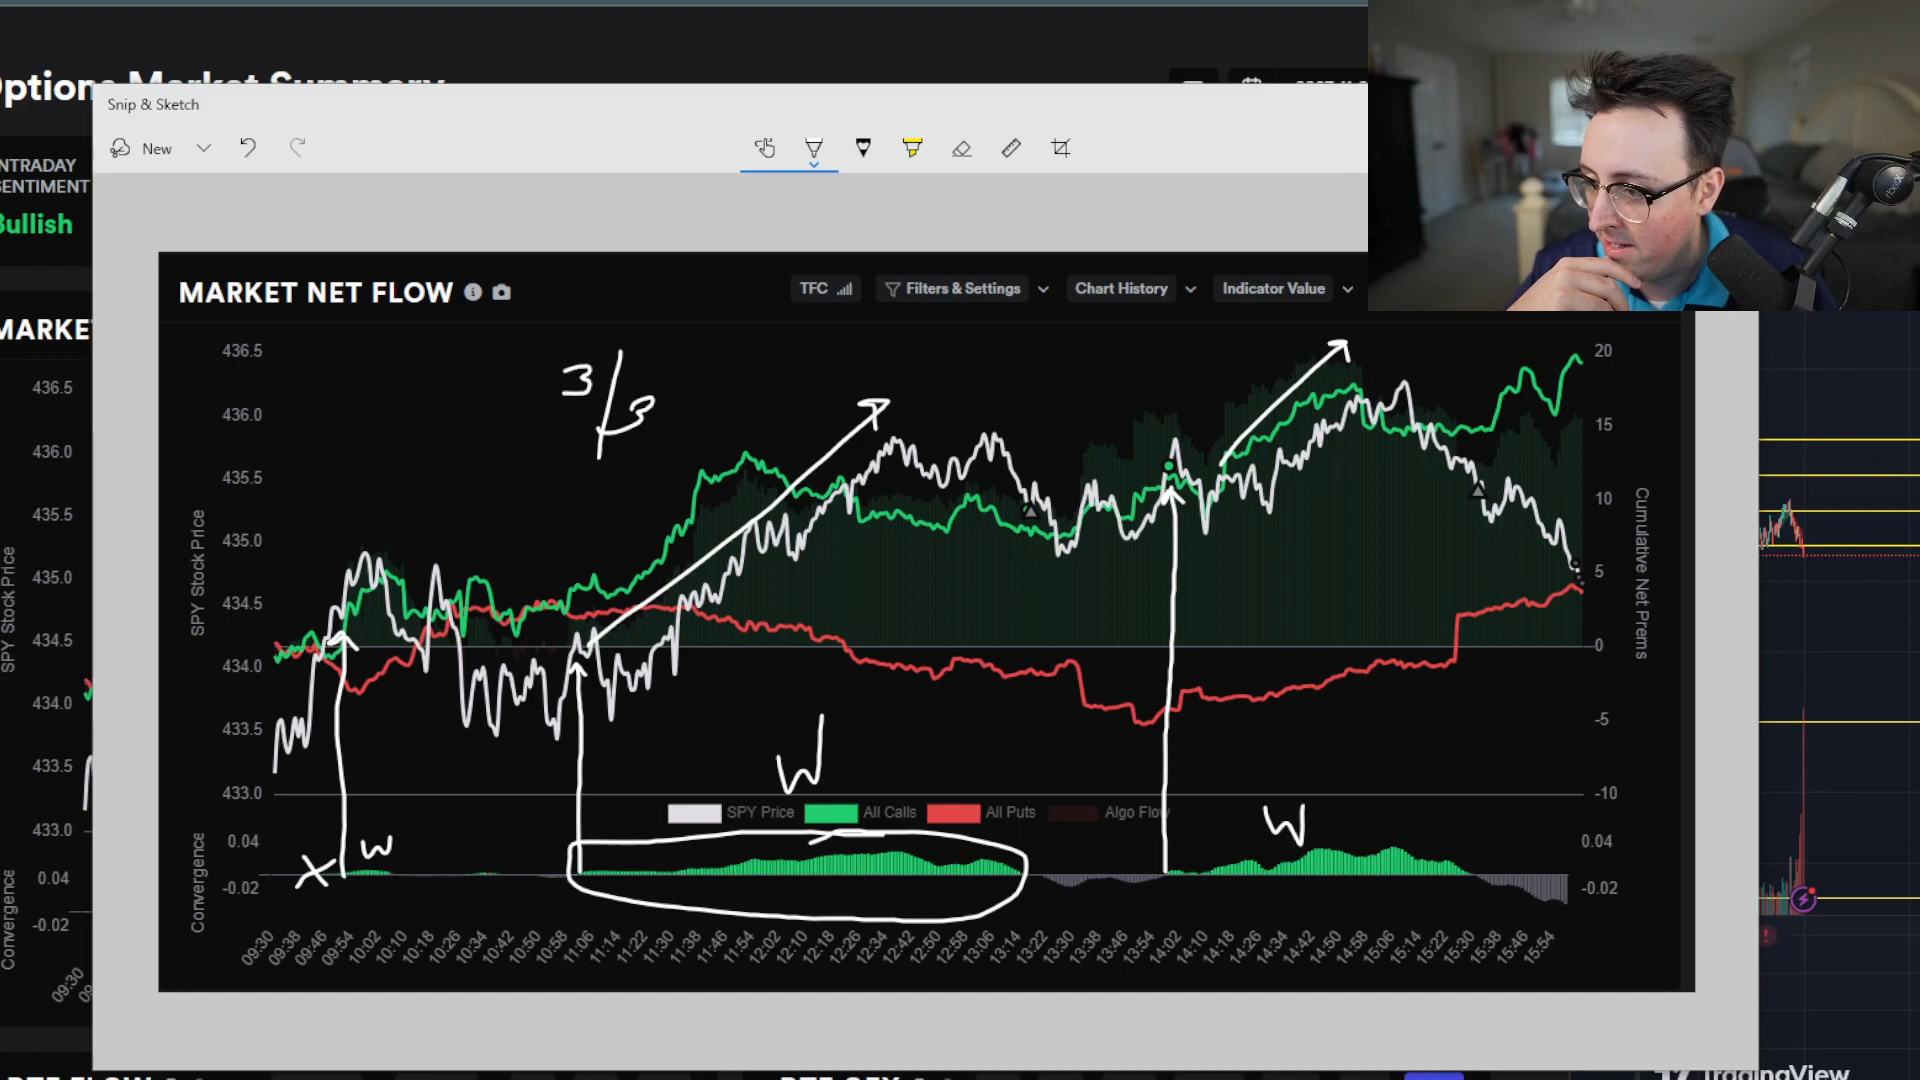 Options Market Summary
Snip & Sketch
New
INTRADAY
SENTIMENT
Bullish
MARKET NET FLOW
TFC
Filters & Settings
Chart History
Indicator Value
MARKE
436.5
436.0
435.5
435.0
434.5
434.0
433.5
433.0
SPY Stock Price
20
15
10
5
0
-5
-10
Cumulative Net Prems
3/3
W
W
W
X
SPY Price
All Calls
All Puts
Algo Flow
0.04
-0.02
Convergence
0.04
-0.02
09:30 09:38 09:46 09:54 10:02 10:10 10:18 10:26 10:34 10:42 10:50 10:58 11:06 11:14 11:22 11:30 11:38 11:46 11:54 12:02 12:10 12:18 12:26 12:34 12:42 12:50 12:58 13:06 13:14 13:22 13:30 13:38 13:46 13:54 14:02 14:10 14:18 14:26 14:34 14:42 14:50 14:58 15:06 15:14 15:22 15:30 15:38 15:46 15:54
436.5
436.0
435.5
435.0
434.5
434.0
433.5
433.0
SPY Stock Price
0.04
-0.02
Convergence
09:30
TradingView